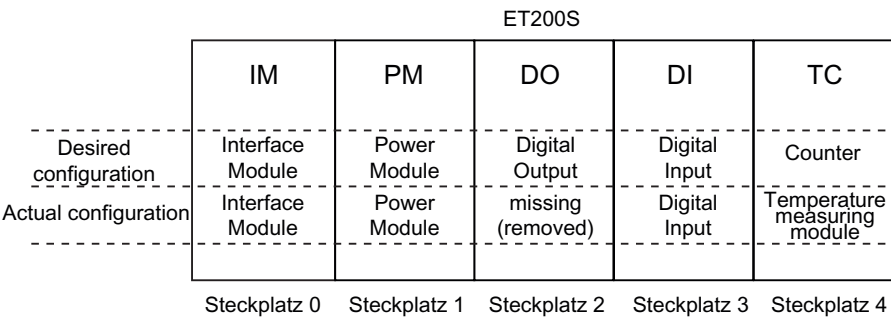 ET200S
IM PM DO DI TC
Desired configuration Interface Module Power Module Digital Output Digital Input Counter
Actual configuration Interface Module Power Module missing (removed) Digital Input Temperature measuring module
Steckplatz 0 Steckplatz 1 Steckplatz 2 Steckplatz 3 Steckplatz 4